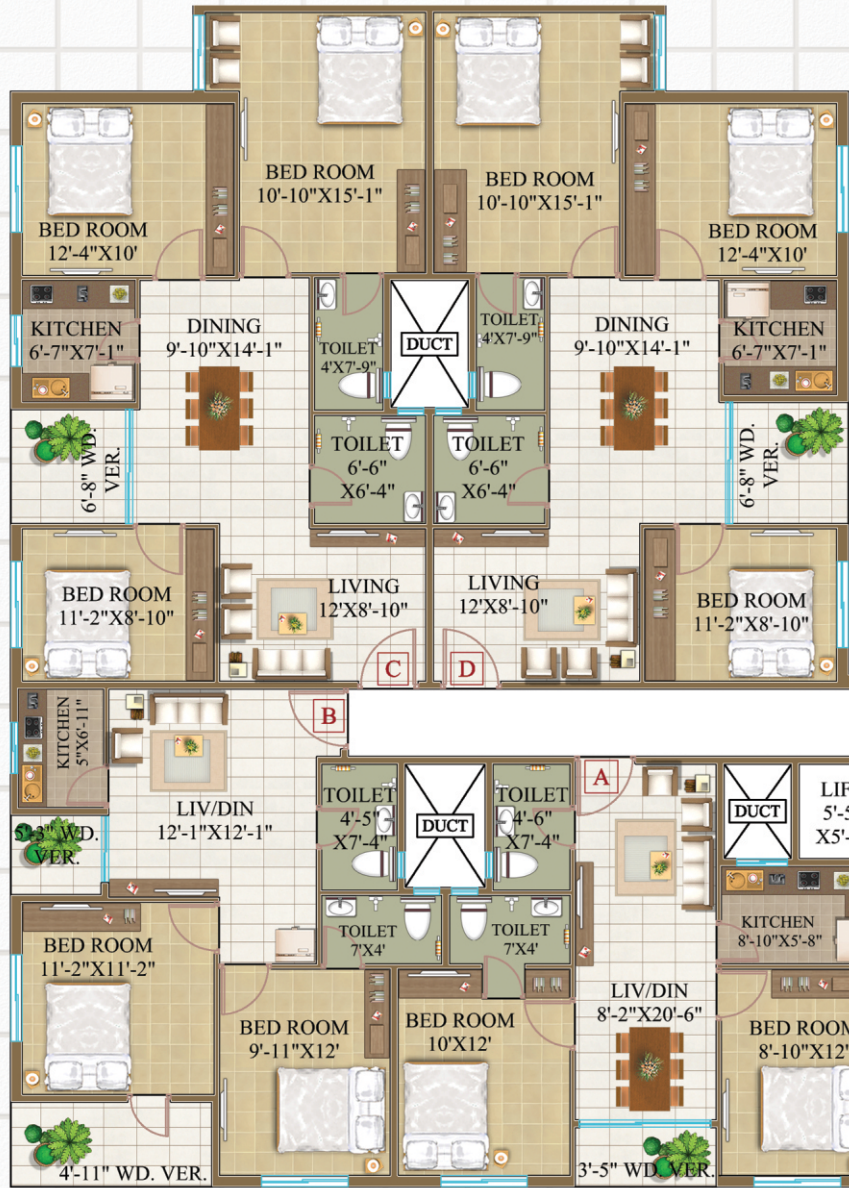 BED ROOM
10'-10"X15'-1"
BED ROOM
10'-10"X15'-1"
BED ROOM
12'-4"X10'
BED ROOM
12'-4"X10'
KITCHEN
6'-7"X7'-1"
DINING
9'-10"X14'-1"
TOILET
4'X7'-9"
DUCT
TOILET
4'X7'-9"
DINING
9'-10"X14'-1"
KITCHEN
6'-7"X7'-1"
6'-8" WD.
VER.
TOILET
6'-6"
X6'-4"
TOILET
6'-6"
X6'-4"
6'-8" WD.
VER.
BED ROOM
11'-2"X8'-10"
LIVING
12'X8'-10"
LIVING
12'X8'-10"
BED ROOM
11'-2"X8'-10"
C
D
KITCHEN
5"X6'-11"
B
LIV/DIN
12'-1"X12'-1"
TOILET
4'-5"
X7'-4"
DUCT
TOILET
4'-6"
X7'-4"
A
DUCT
LIF
5'-5
X5'-
5'-3" WD.
VER.
TOILET
7'X4'
TOILET
7'X4'
KITCHEN
8'-10"X5'-8"
BED ROOM
11'-2"X11'-2"
LIV/DIN
8'-2"X20'-6"
BED ROOM
9'-11"X12'
BED ROOM
10'X12'
BED ROOM
8'-10"X12'
4'-11" WD. VER.
3'-5" WD. VER.